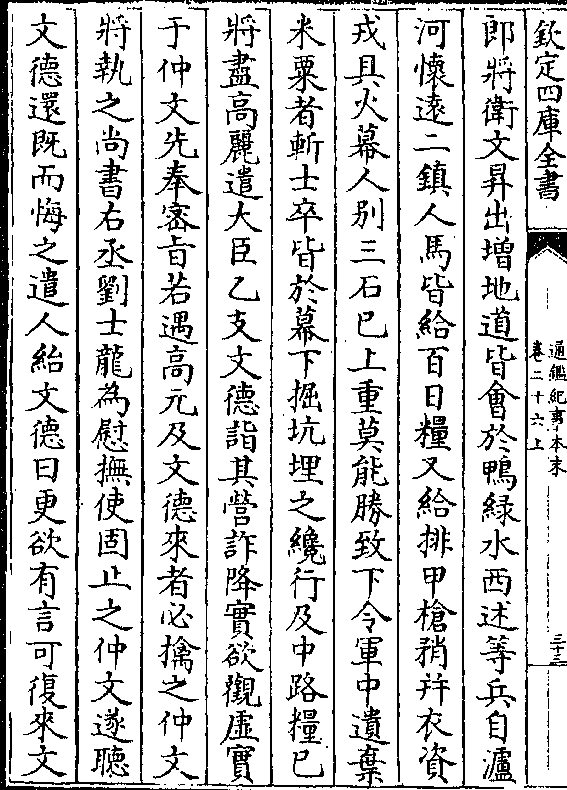 欽定四庫全書
通鑑紀事本末
卷二十六上
三十三
郎將衛文昇出增地道皆會於鴨緑水西述等兵自瀘
河懷遠二鎮人馬皆給百日糧又給排甲槍矟并衣資
戎具火幕人别三石已上重莫能勝致下令軍中遺棄
米粟者斬士卒皆於幕下掘坑埋之纔行及中路糧已
將盡高麗遣大臣乙支文德詣其營詐降實欲觀虛實
于仲文先奉密旨若遇高元及文德來者必擒之仲文
將執之尚書右丞劉士龍為慰撫使固止之仲文遂聽
文德還既而悔之遣人紿文德曰更欲有言可復來文